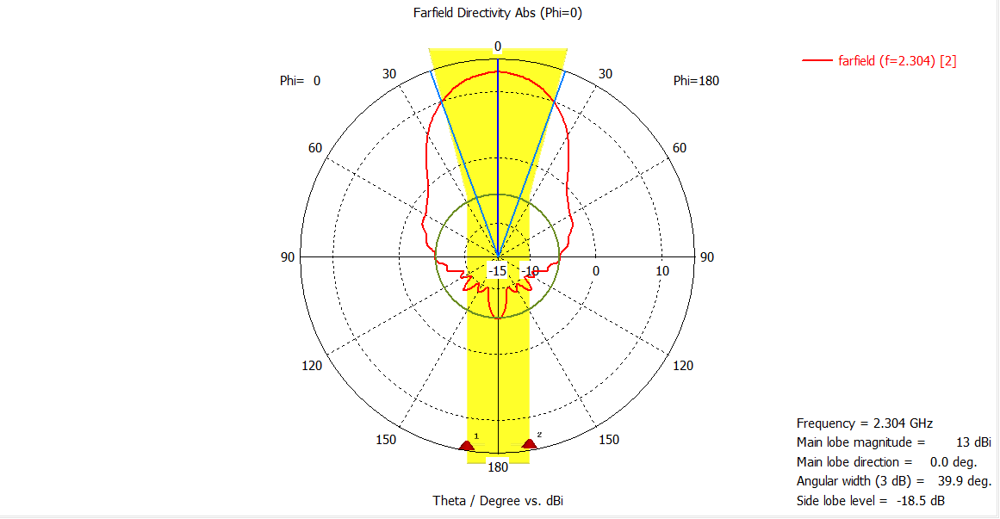 Farfield Directivity Abs (Phi=0)
0
30
30
Phi= 0
Phi=180
farfield (f=2.304) [2]
60
60
90
90
-15
-10
0
10
120
120
150
150
1
2
180
Theta / Degree vs. dBi
Frequency = 2.304 GHz
Main lobe magnitude = 13 dBi
Main lobe direction = 0.0 deg.
Angular width (3 dB) = 39.9 deg.
Side lobe level = -18.5 dB